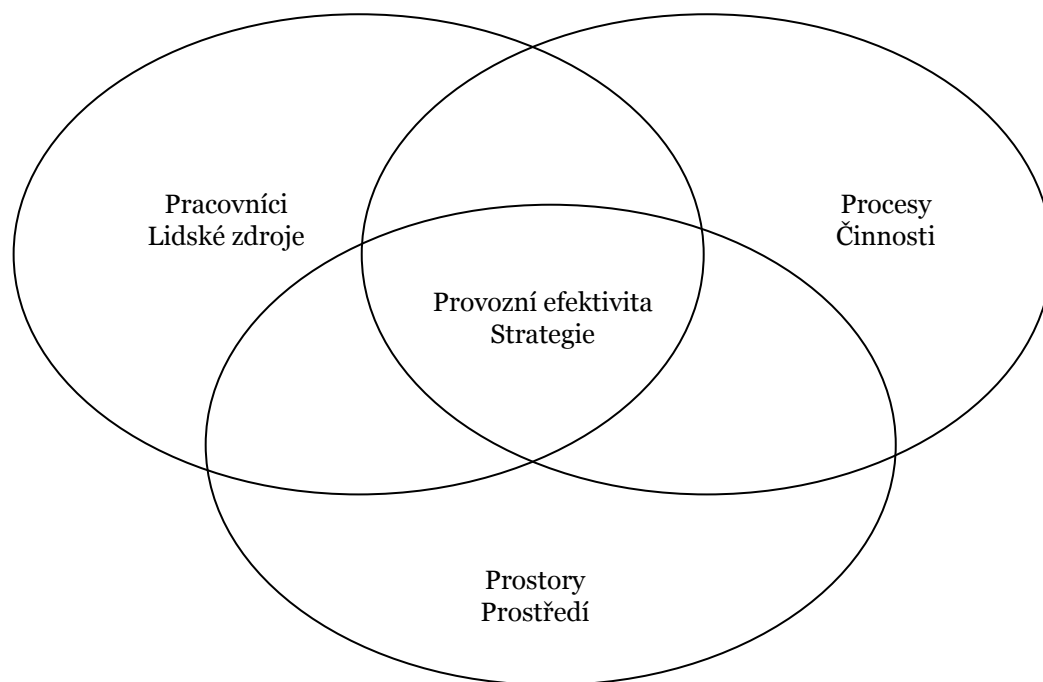 Pracovníci
Lidské zdroje
Procesy
Činnosti
Provozní efektivita
Strategie
Prostory
Prostředí